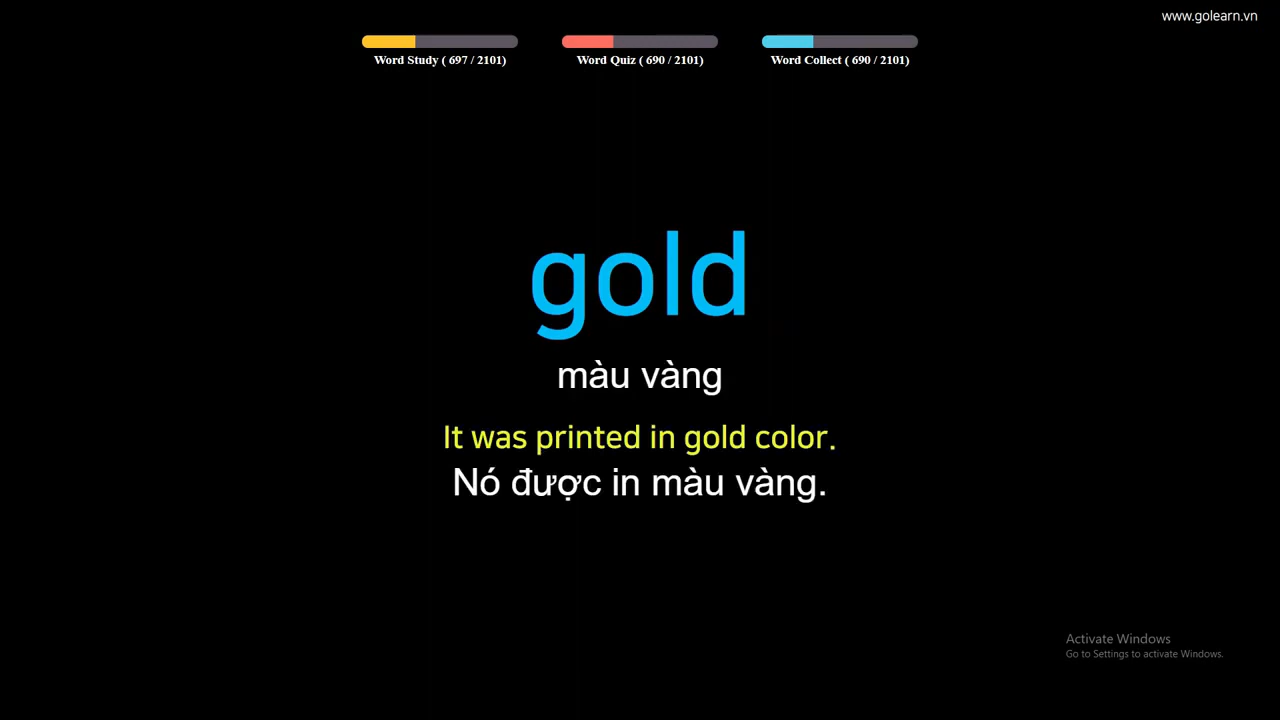 www.golearn.vn
Word Study ( 697 / 2101) Word Quiz ( 690 / 2101) Word Collect ( 690 / 2101)
gold
màu vàng
It was printed in gold color.
Nó được in màu vàng.
Activate Windows
Go to Settings to activate Windows.